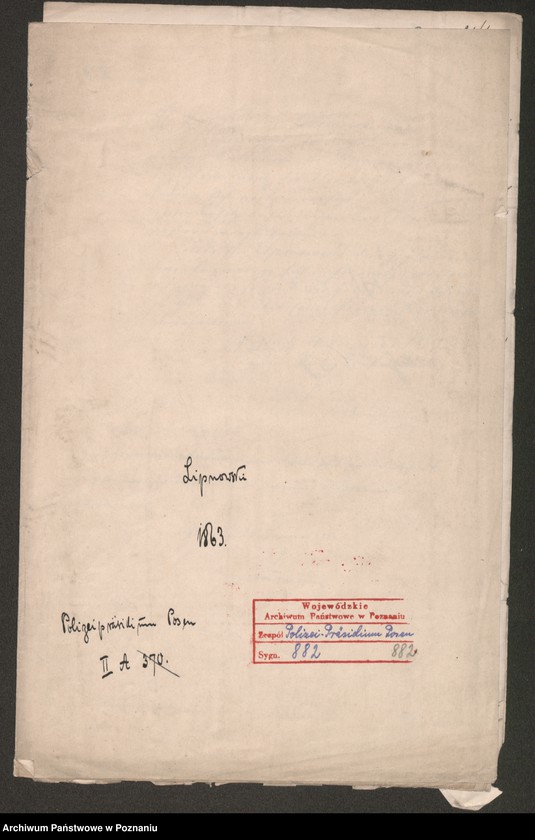 Lipnowski
1863.
Polizeipräsidium Posen
II A 370.
Wojewódzkie
Archiwum Państwowe w Poznaniu
Zespół Polizei-Präsidium Posen
Sygn. 882 882
Archiwum Państwowe w Poznaniu